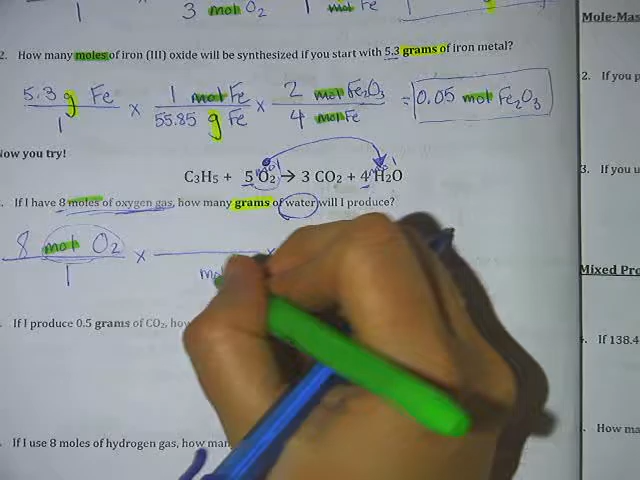 1 3 mol O2 1 mol Fe
Mole-Mas
2. How many moles of iron (III) oxide will be synthesized if you start with 5.3 grams of iron metal?
5.3 g Fe / 1 x 1 mol Fe / 55.85 g Fe x 2 mol Fe2O3 / 4 mol Fe = 0.05 mol Fe2O3
2. If you p
Now you try!
C3H5 + 5 O2 → 3 CO2 + 4 H2O
mol mol
3. If you u
If I have 8 moles of oxygen gas, how many grams of water will I produce?
8 mol O2 / 1 x
Mixed Pro
If I produce 0.5 grams of CO2, how
If 138.4
How ma
If I use 8 moles of hydrogen gas, how man